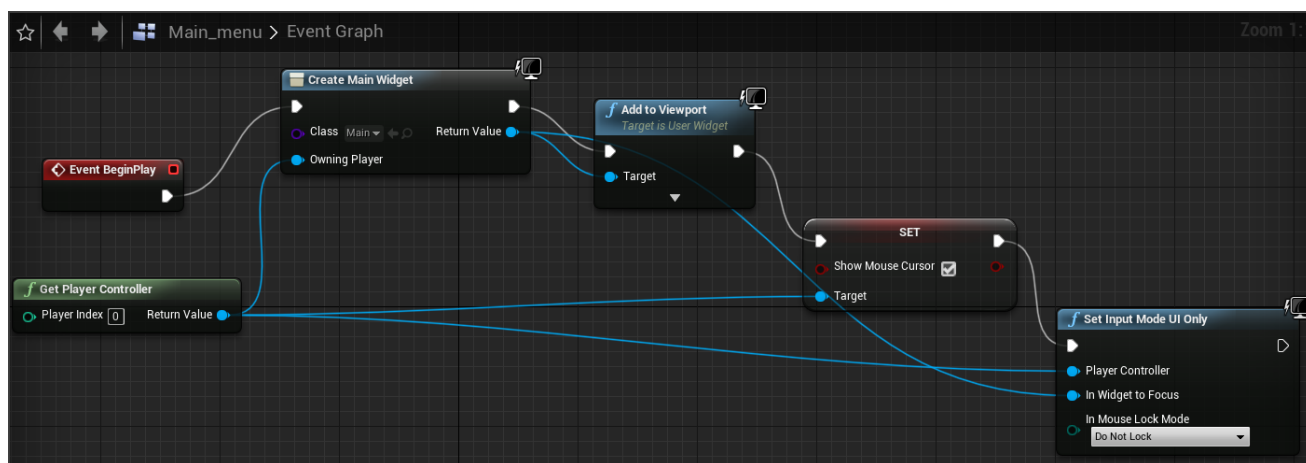 Main_menu > Event Graph
Zoom 1:
Create Main Widget
Class Main Return Value
Owning Player
Add to Viewport
Target is User Widget
Target
Event BeginPlay
SET
Show Mouse Cursor
Target
Get Player Controller
Player Index 0 Return Value
Set Input Mode UI Only
Player Controller
In Widget to Focus
In Mouse Lock Mode
Do Not Lock